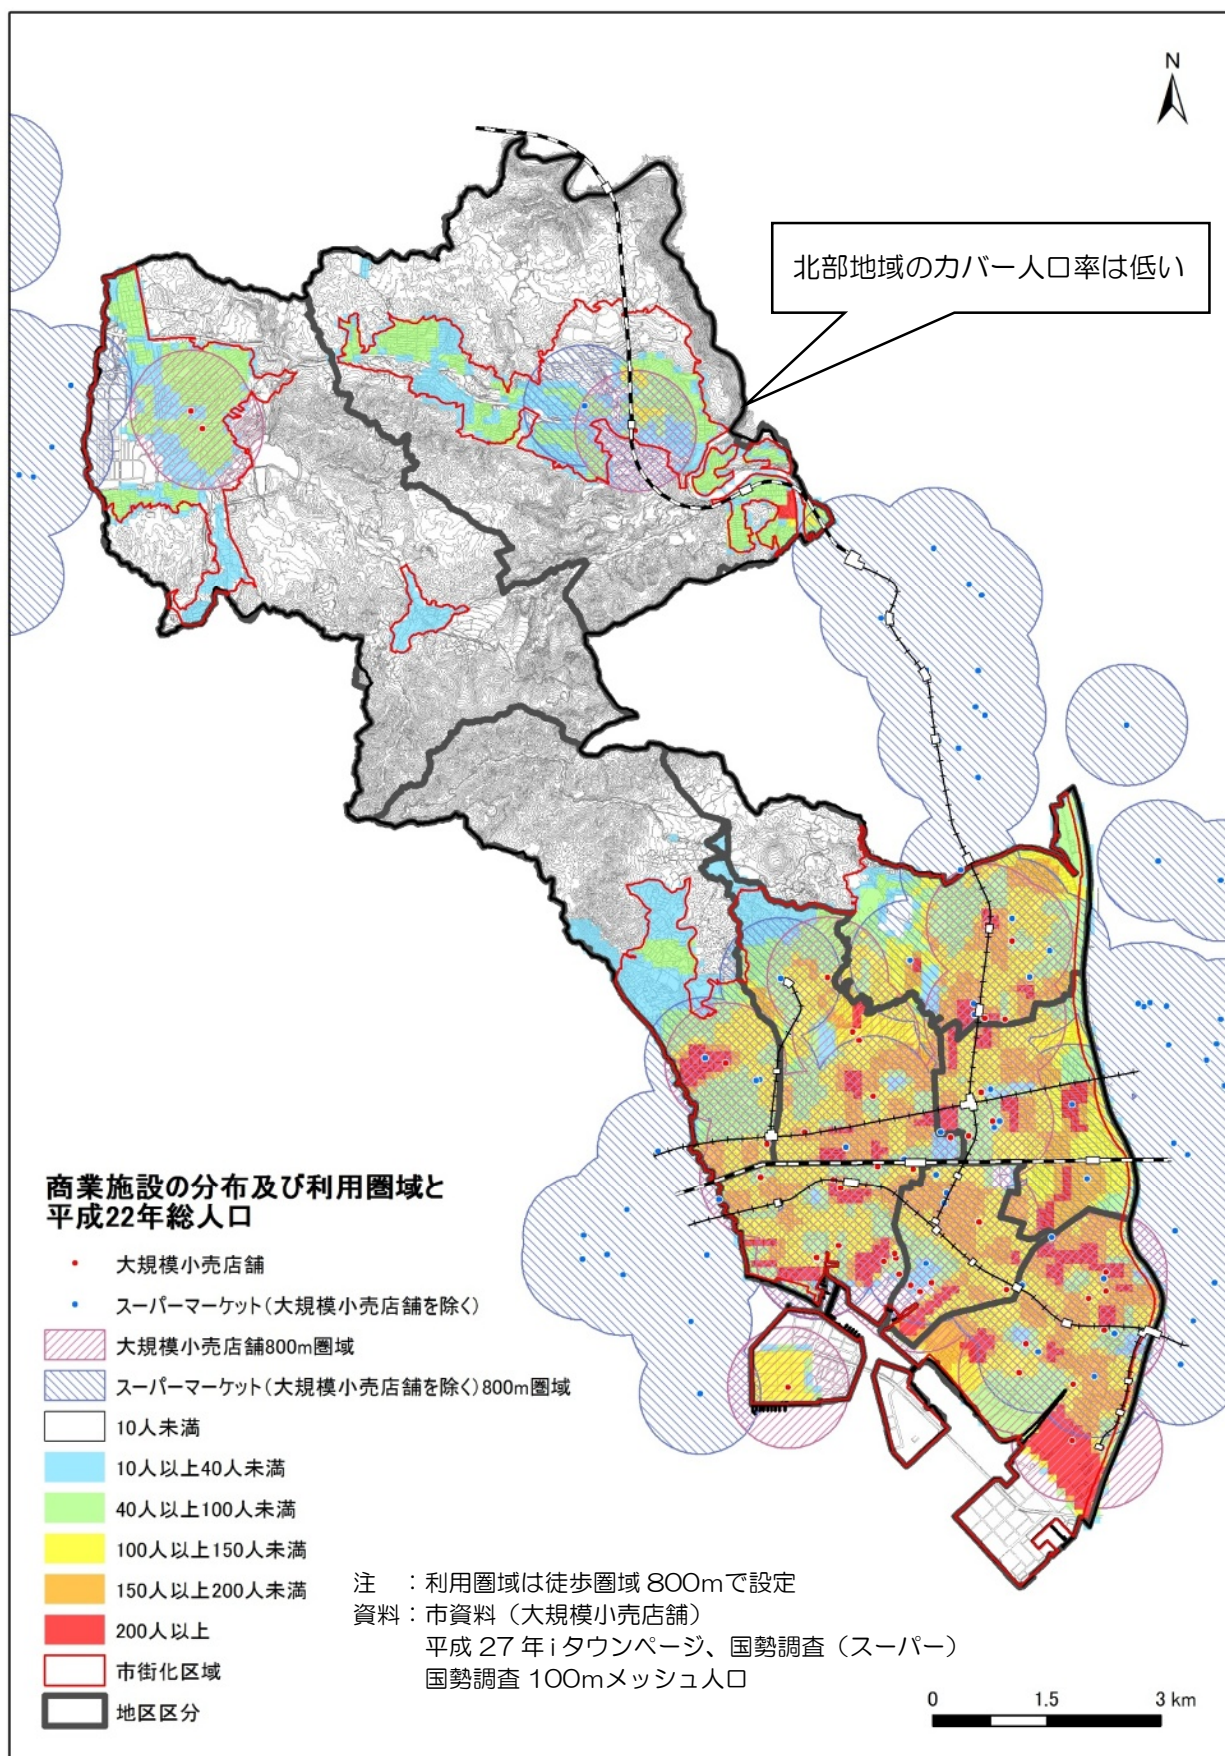 N
北部地域のカバー人口率は低い
商業施設の分布及び利用圏域と
平成22年総人口
大規模小売店舗
スーパーマーケット(大規模小売店舗を除く)
大規模小売店舗800m圏域
スーパーマーケット(大規模小売店舗を除く)800m圏域
10人未満
10人以上40人未満
40人以上100人未満
100人以上150人未満
150人以上200人未満
200人以上
市街化区域
地区区分
注 ：利用圏域は徒歩圏域 800mで設定
資料：市資料（大規模小売店舗）
平成 27 年 i タウンページ、国勢調査（スーパー）
国勢調査 100mメッシュ人口
0 1.5 3 km